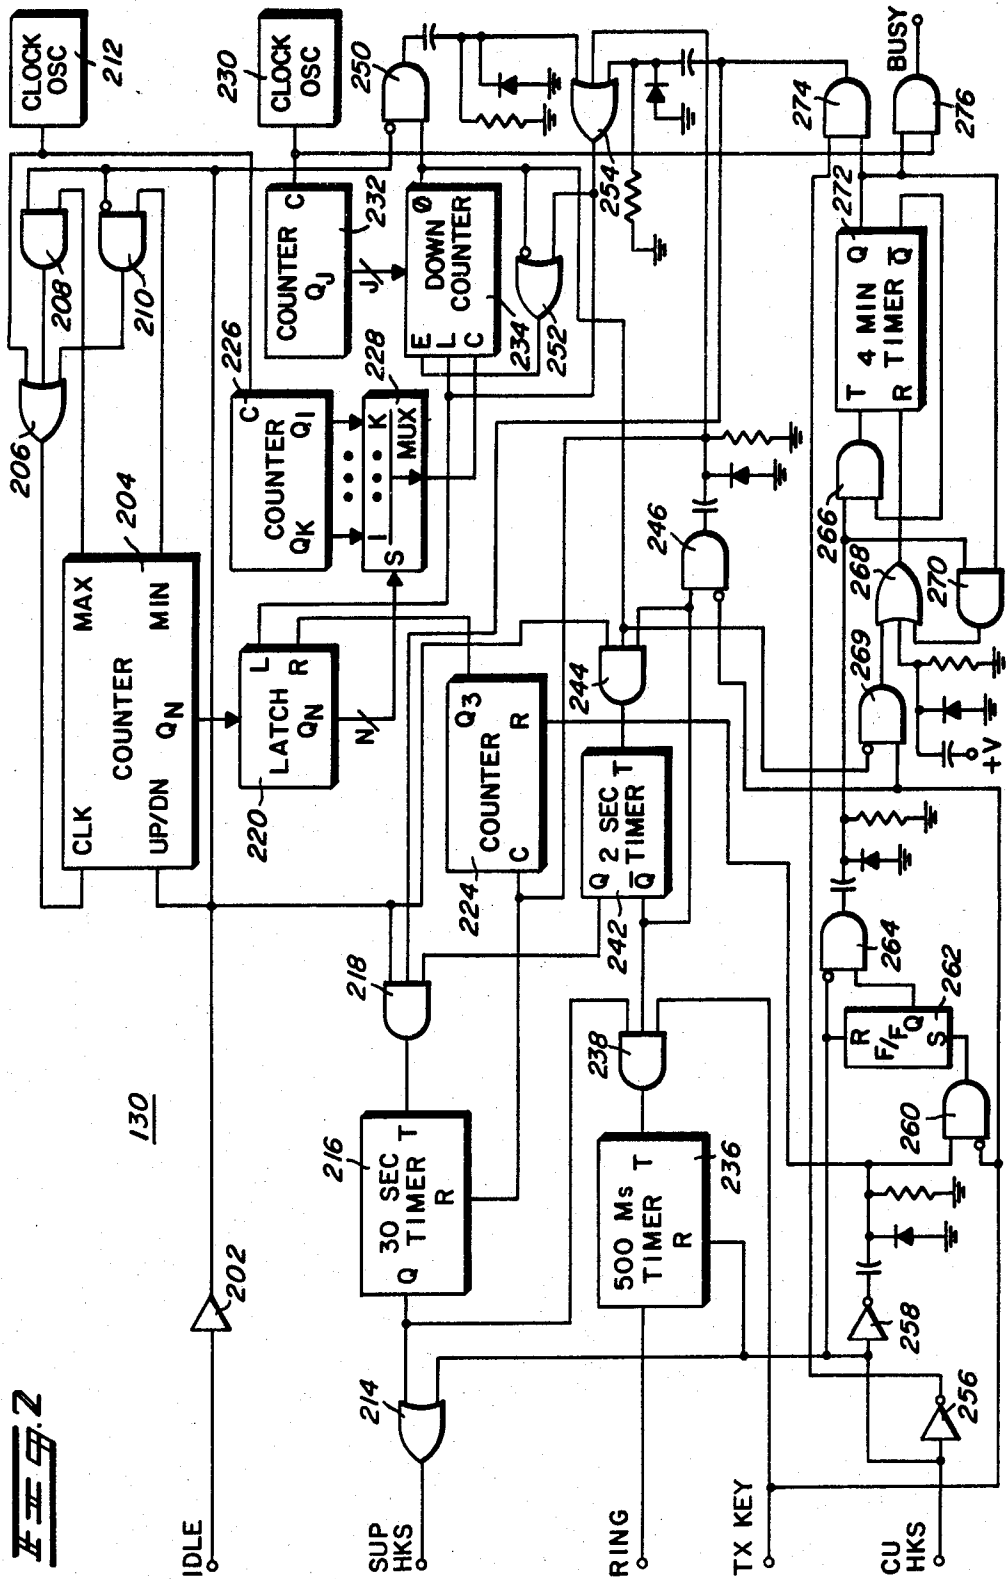 FIG. 2
130
IDLE
SUP
HKS
RING
TX KEY
CU
HKS
BUSY
202
204
COUNTER
CLK
UP/DN
QN
MAX
MIN
206
208
210
CLOCK
OSC
212
214
216
30 SEC
TIMER
Q
T
R
218
220
LATCH
QN
L
R
N
224
COUNTER
Q3
C
R
226
COUNTER
C
QK
Q1
228
MUX
1
K
S
230
CLOCK
OSC
232
COUNTER
C
QJ
J
234
DOWN
COUNTER
0
E
L
C
236
500 Ms
TIMER
T
R
238
242
2 SEC
TIMER
Q
Q̅
T
244
246
250
252
254
256
258
260
262
F/F
R
Q
S
264
266
268
269
270
+V
272
4 MIN
TIMER
T
R
Q
Q̅
274
276